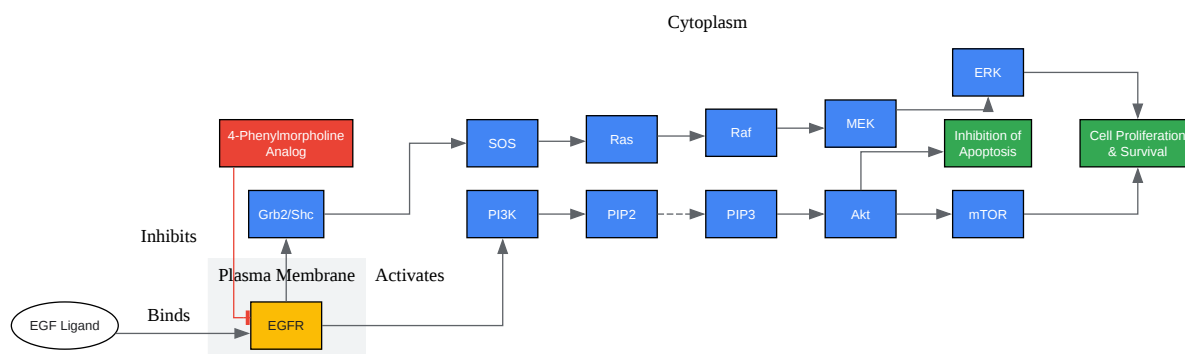 Cytoplasm
ERK
4-Phenylmorpholine
Analog
SOS
Ras
Raf
MEK
Inhibition of
Apoptosis
Cell Proliferation
& Survival
Grb2/Shc
PI3K
PIP2
PIP3
Akt
mTOR
Inhibits
Plasma Membrane
Activates
EGF Ligand
Binds
EGFR